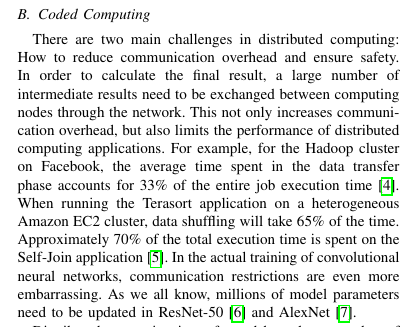 B. Coded Computing
There are two main challenges in distributed computing:
How to reduce communication overhead and ensure safety.
In order to calculate the final result, a large number of
intermediate results need to be exchanged between computing
nodes through the network. This not only increases communi-
cation overhead, but also limits the performance of distributed
computing applications. For example, for the Hadoop cluster
on Facebook, the average time spent in the data transfer
phase accounts for 33% of the entire job execution time [4].
When running the Terasort application on a heterogeneous
Amazon EC2 cluster, data shuffling will take 65% of the time.
Approximately 70% of the total execution time is spent on the
Self-Join application [5]. In the actual training of convolutional
neural networks, communication restrictions are even more
embarrassing. As we all know, millions of model parameters
need to be updated in ResNet-50 [6] and AlexNet [7].